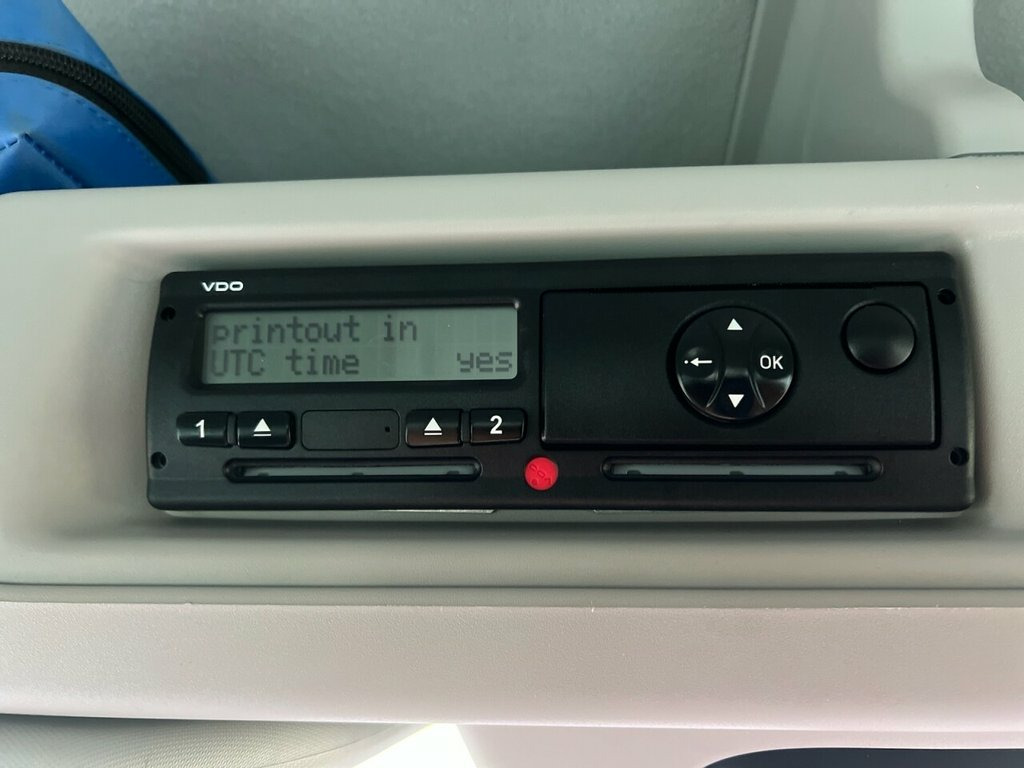 VDO
printout in
UTC time yes
1
2
OK